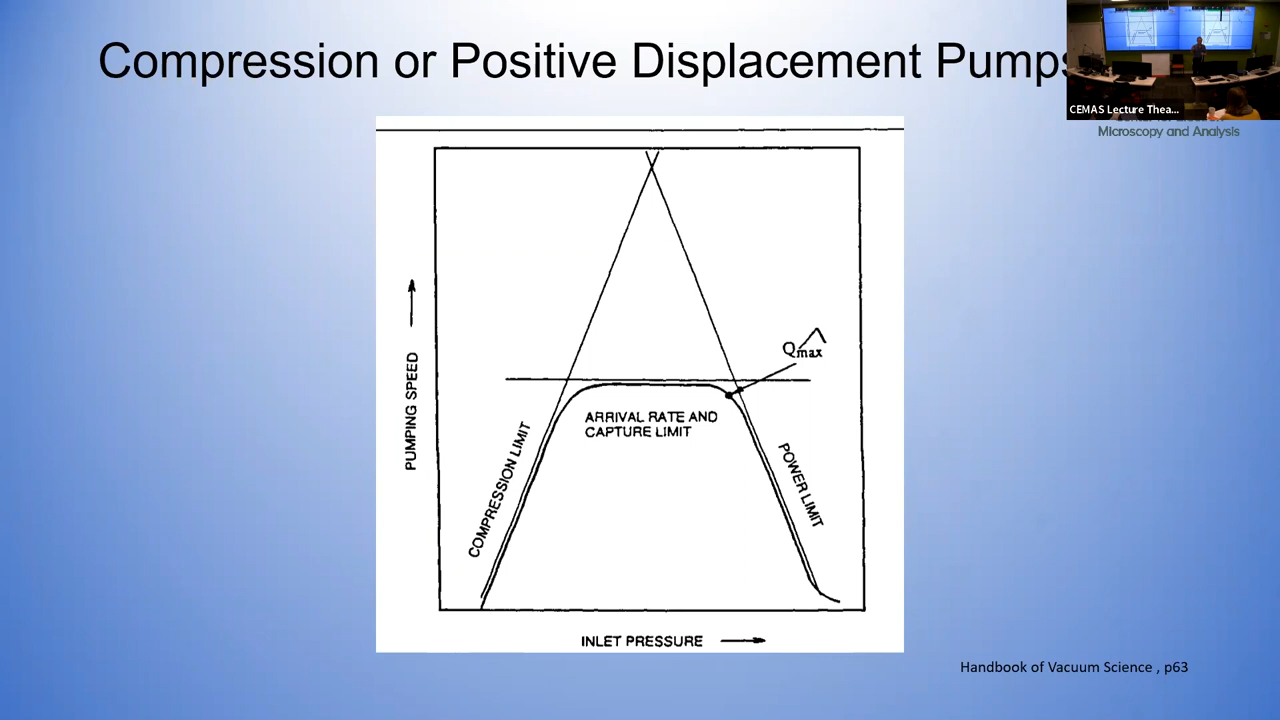 Compression or Positive Displacement Pumps
CEMAS Lecture Thea...
Microscopy and Analysis
PUMPING SPEED
Qmax
ARRIVAL RATE AND
CAPTURE LIMIT
COMPRESSION LIMIT
POWER LIMIT
INLET PRESSURE
Handbook of Vacuum Science , p63